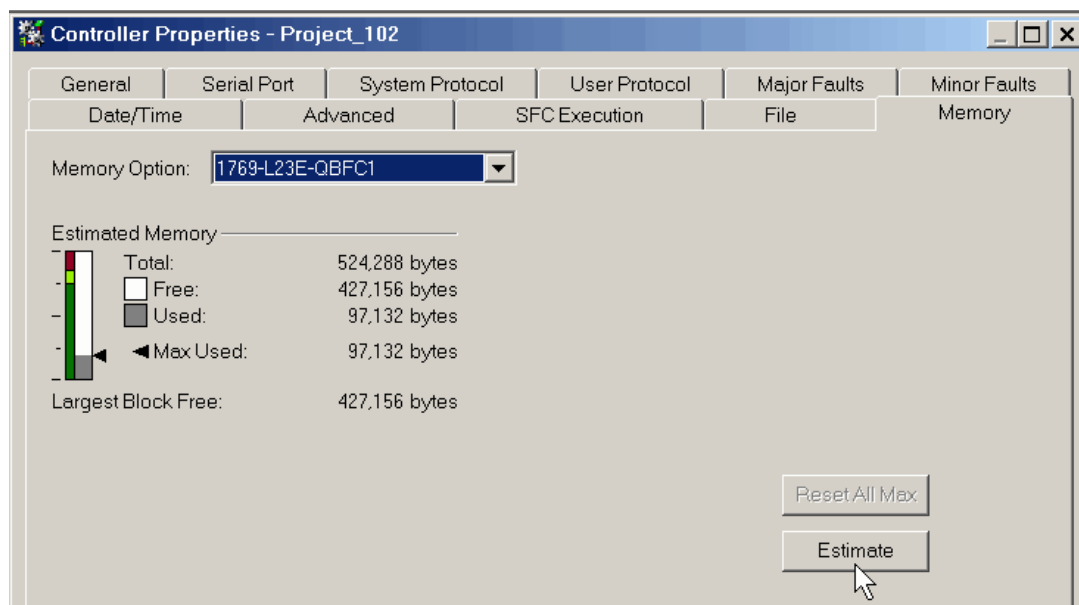 Controller Properties - Project_102
General Serial Port System Protocol User Protocol Major Faults Minor Faults
Date/Time Advanced SFC Execution File Memory
Memory Option: 1769-L23E-QBFC1
Estimated Memory
Total: 524,288 bytes
Free: 427,156 bytes
Used: 97,132 bytes
Max Used: 97,132 bytes
Largest Block Free: 427,156 bytes
Reset All Max
Estimate